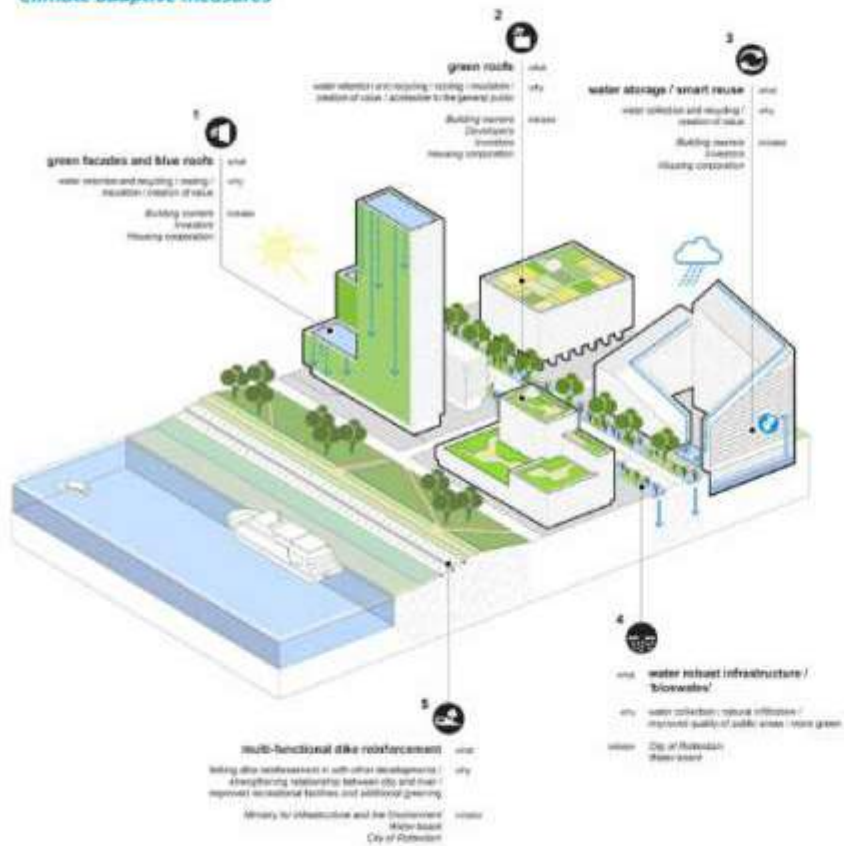 climate adaptive measures
1
green facades and blue roofs what
water retention and recycling / cooling / why
insulation / creation of value
Building owners
Investors
Housing corporation
2
green roofs what
water retention and recycling / cooling / insulation / why
creation of value / accessible to the general public
Building owners
Developers
Investors
Housing corporation
3
water storage / smart reuse what
water collection and recycling / why
creation of value
Building owners
Investors
Housing corporation
4
what water robust infrastructure /
'bioswales'
why water collection / natural infiltration /
improved quality of public areas / more green
City of Rotterdam
Water board
5
multi-functional dike reinforcement what
linking dike reinforcement in with other developments / why
strengthening relationship between city and river /
improved recreational facilities and additional greening
Ministry for Infrastructure and the Environment
Water board
City of Rotterdam